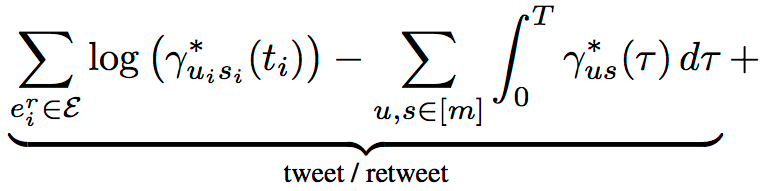 ∑_{e_i^r ∈ ℰ} log (γ*_{u_i s_i}(t_i)) − ∑_{u,s∈[m]} ∫_0^T γ*_{us}(τ) dτ +
tweet / retweet